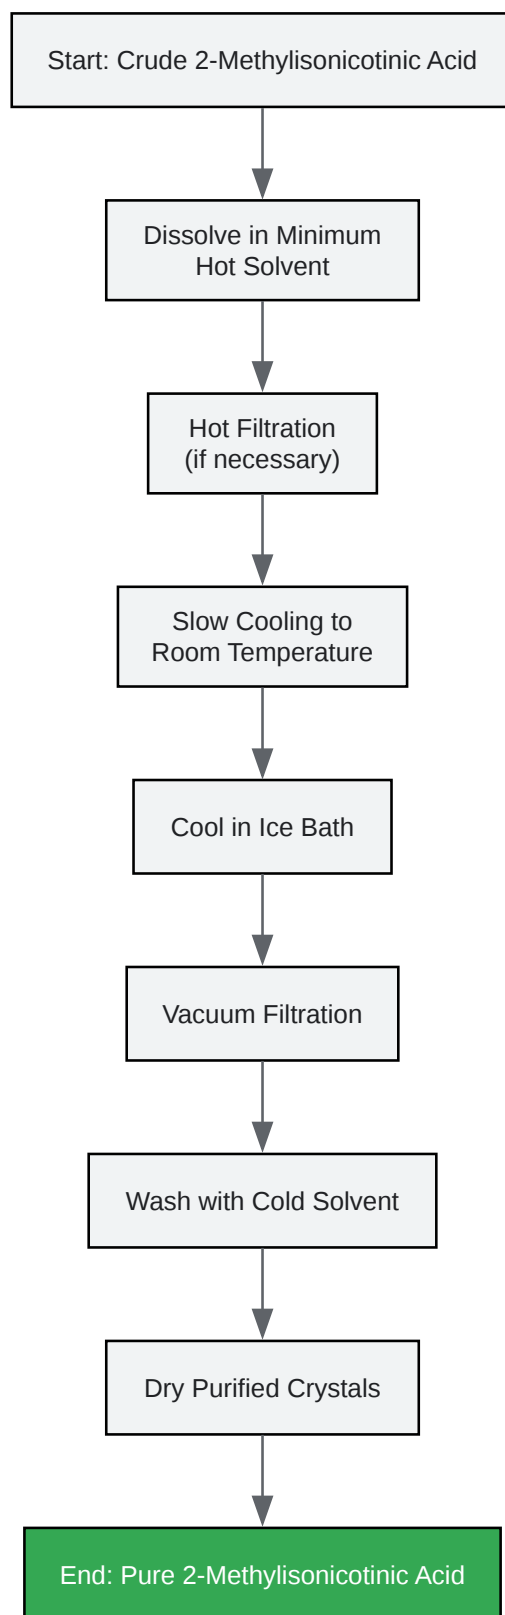 Start: Crude 2-Methylisonicotinic Acid
Dissolve in Minimum
Hot Solvent
Hot Filtration
(if necessary)
Slow Cooling to
Room Temperature
Cool in Ice Bath
Vacuum Filtration
Wash with Cold Solvent
Dry Purified Crystals
End: Pure 2-Methylisonicotinic Acid